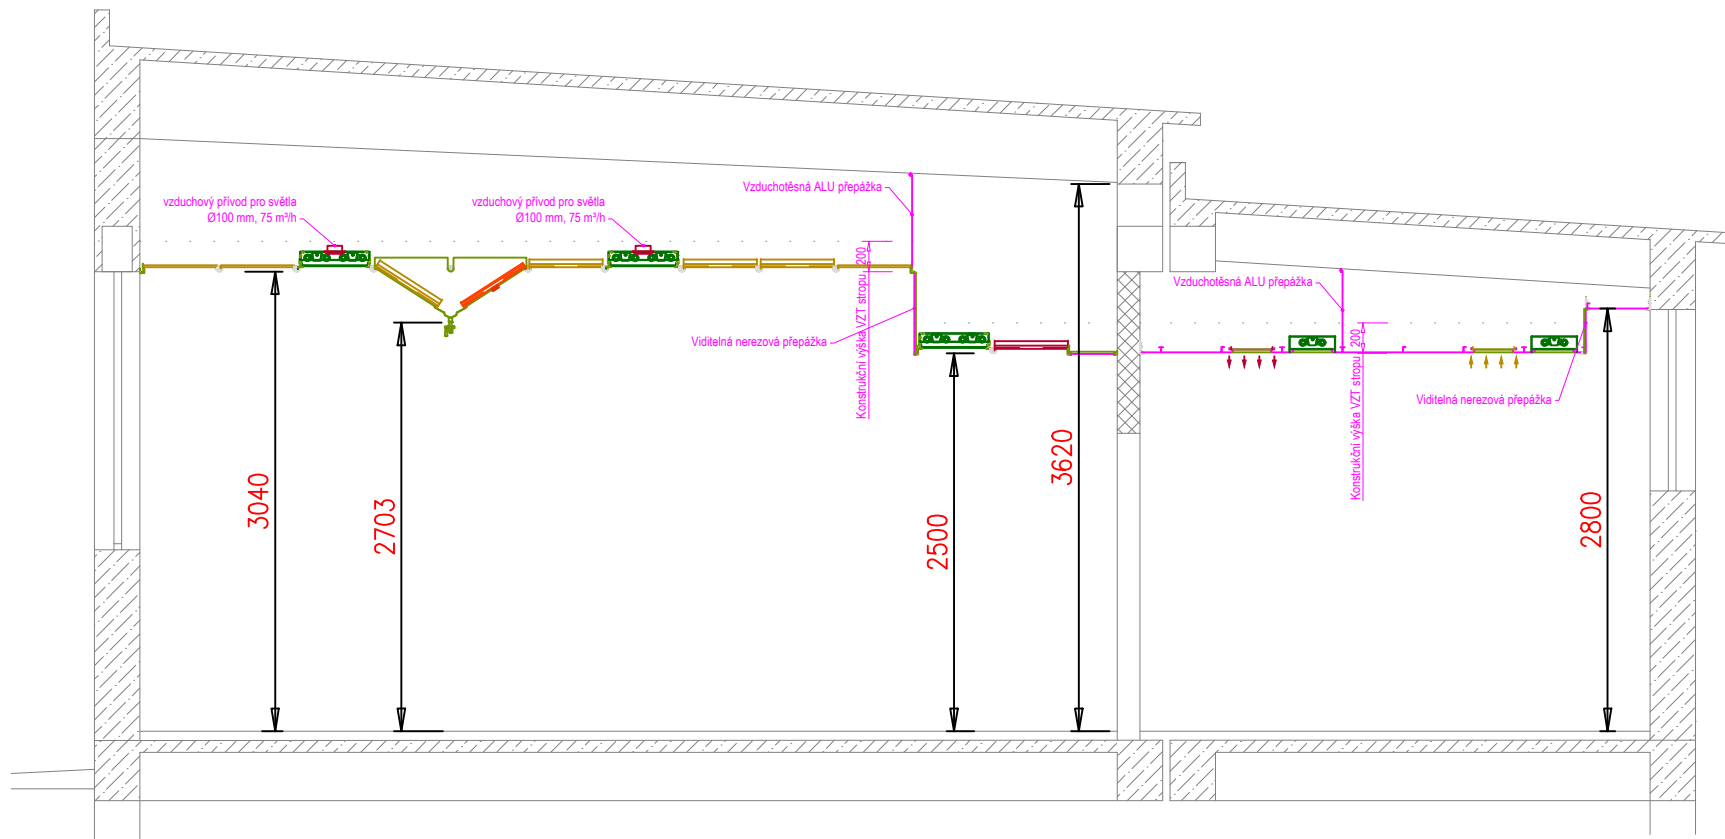 Vzduchotěsná ALU přepážka
vzduchový přívod pro světla
Ø100 mm, 75 m³/h
vzduchový přívod pro světla
Ø100 mm, 75 m³/h
Konstrukční výška VZT stropu
200
Vzduchotěsná ALU přepážka
Viditelná nerezová přepážka
Konstrukční výška VZT stropu
200
Viditelná nerezová přepážka
3040
2703
2500
3620
2800